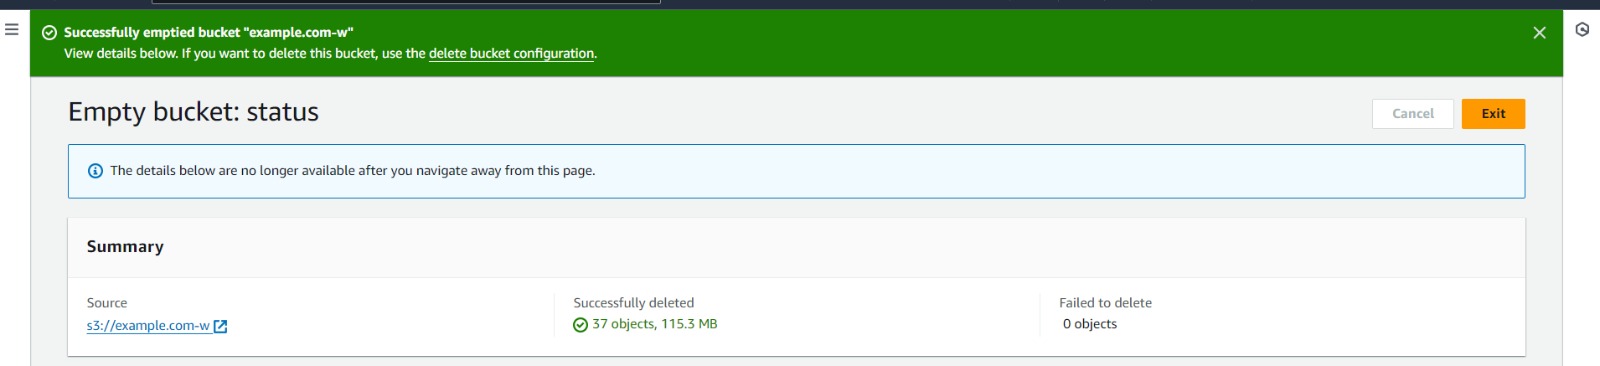 Successfully emptied bucket "example.com-w"
View details below. If you want to delete this bucket, use the delete bucket configuration.
Empty bucket: status
Cancel
Exit
The details below are no longer available after you navigate away from this page.
Summary
Source
Successfully deleted
Failed to delete
s3://example.com-w
37 objects, 115.3 MB
0 objects